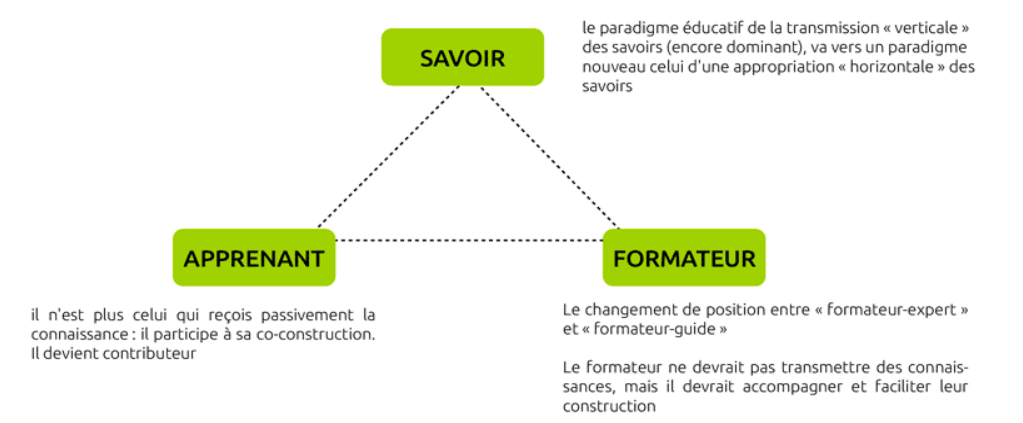 SAVOIR
le paradigme éducatif de la transmission « verticale »
des savoirs (encore dominant), va vers un paradigme
nouveau celui d'une appropriation « horizontale » des
savoirs
APPRENANT
il n'est plus celui qui reçois passivement la
connaissance : il participe à sa co-construction.
Il devient contributeur
FORMATEUR
Le changement de position entre « formateur-expert »
et « formateur-guide »
Le formateur ne devrait pas transmettre des connais-
sances, mais il devrait accompagner et faciliter leur
construction